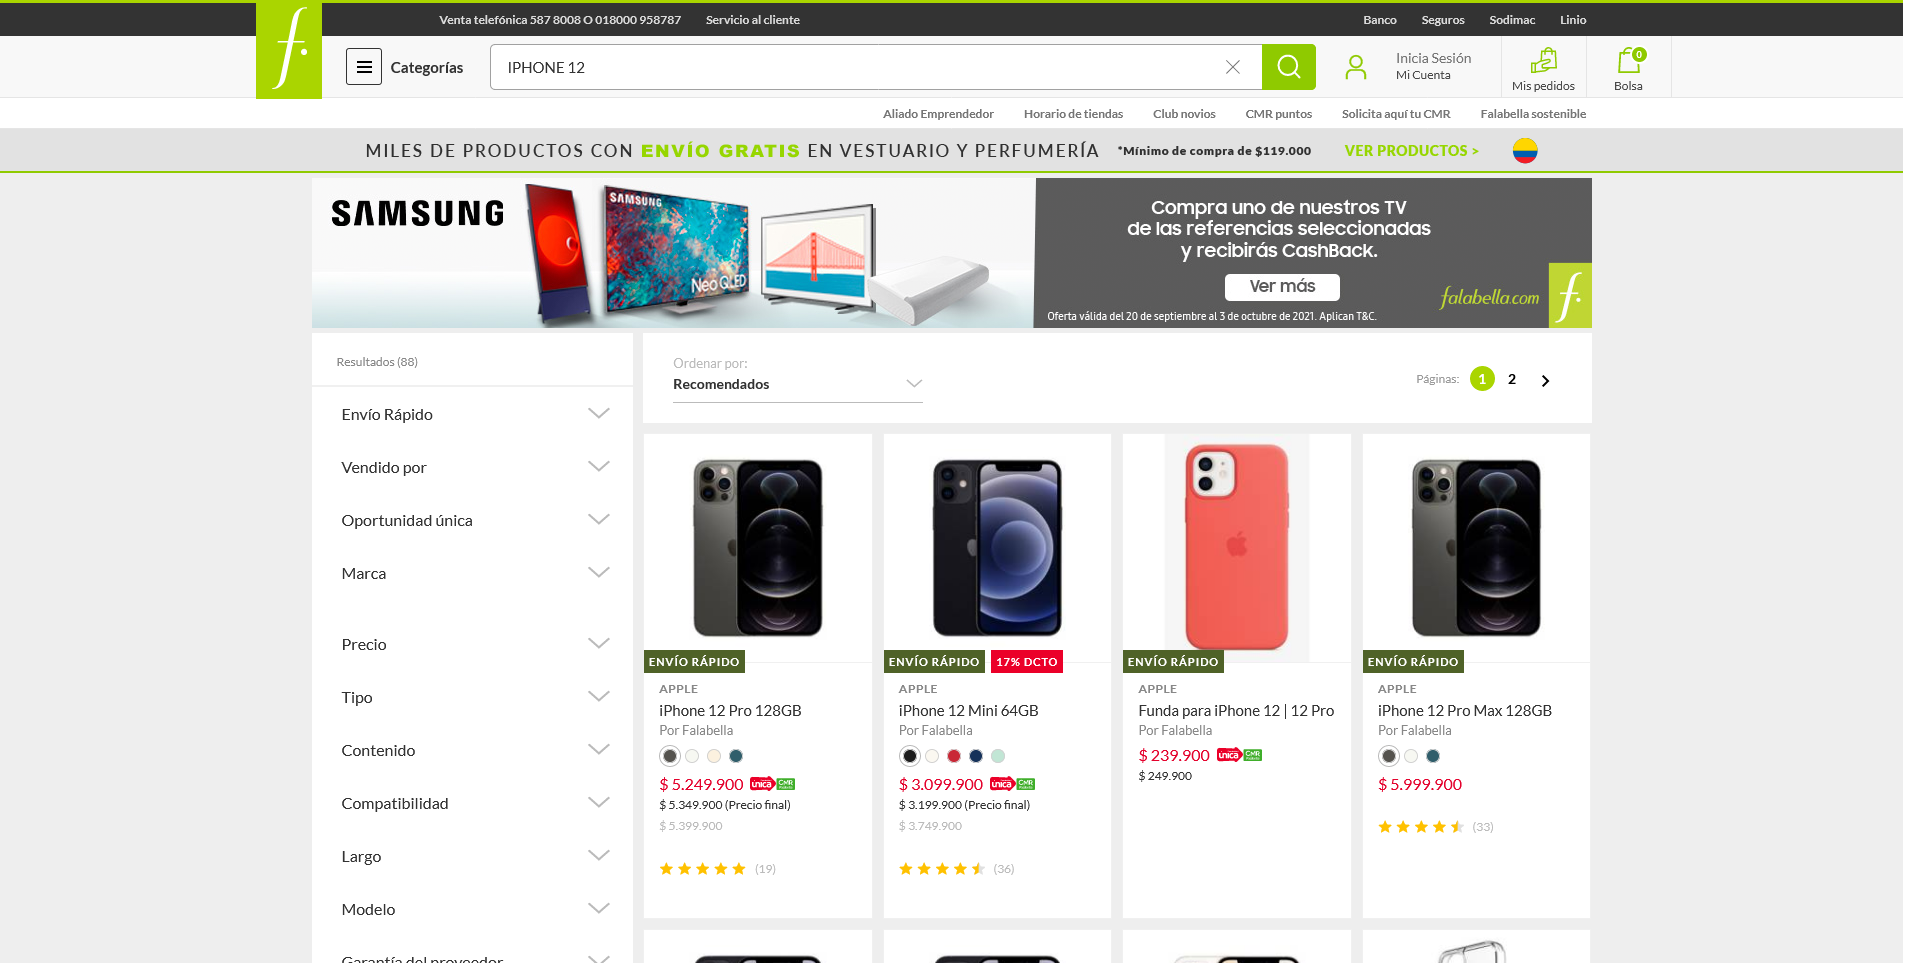 Venta telefónica 587 8008 O 018000 958787
Servicio al cliente
Banco
Seguros
Sodimac
Linio
f.
Categorías
IPHONE 12
Inicia Sesión
Mi Cuenta
Mis pedidos
0
Bolsa
Aliado Emprendedor
Horario de tiendas
Club novios
CMR puntos
Solicita aquí tu CMR
Falabella sostenible
MILES DE PRODUCTOS CON ENVÍO GRATIS EN VESTUARIO Y PERFUMERÍA *Mínimo de compra de $119.000 VER PRODUCTOS >
SAMSUNG
SAMSUNG
Neo QLED
Compra uno de nuestros TV
de las referencias seleccionadas
y recibirás CashBack.
Ver más
falabella.com
f.
Oferta válida del 20 de septiembre al 3 de octubre de 2021. Aplican T&C.
Resultados (88)
Envío Rápido
Vendido por
Oportunidad única
Marca
Precio
Tipo
Contenido
Compatibilidad
Largo
Modelo
Garantía del proveedor
Ordenar por:
Recomendados
Páginas:
1
2
ENVÍO RÁPIDO
APPLE
iPhone 12 Pro 128GB
Por Falabella
$ 5.249.900 única CMR
$ 5.349.900 (Precio final)
$ 5.399.900
(19)
ENVÍO RÁPIDO
17% DCTO
APPLE
iPhone 12 Mini 64GB
Por Falabella
$ 3.099.900 única CMR
$ 3.199.900 (Precio final)
$ 3.749.900
(36)
ENVÍO RÁPIDO
APPLE
Funda para iPhone 12 | 12 Pro
Por Falabella
$ 239.900 única CMR
$ 249.900
ENVÍO RÁPIDO
APPLE
iPhone 12 Pro Max 128GB
Por Falabella
$ 5.999.900
(33)